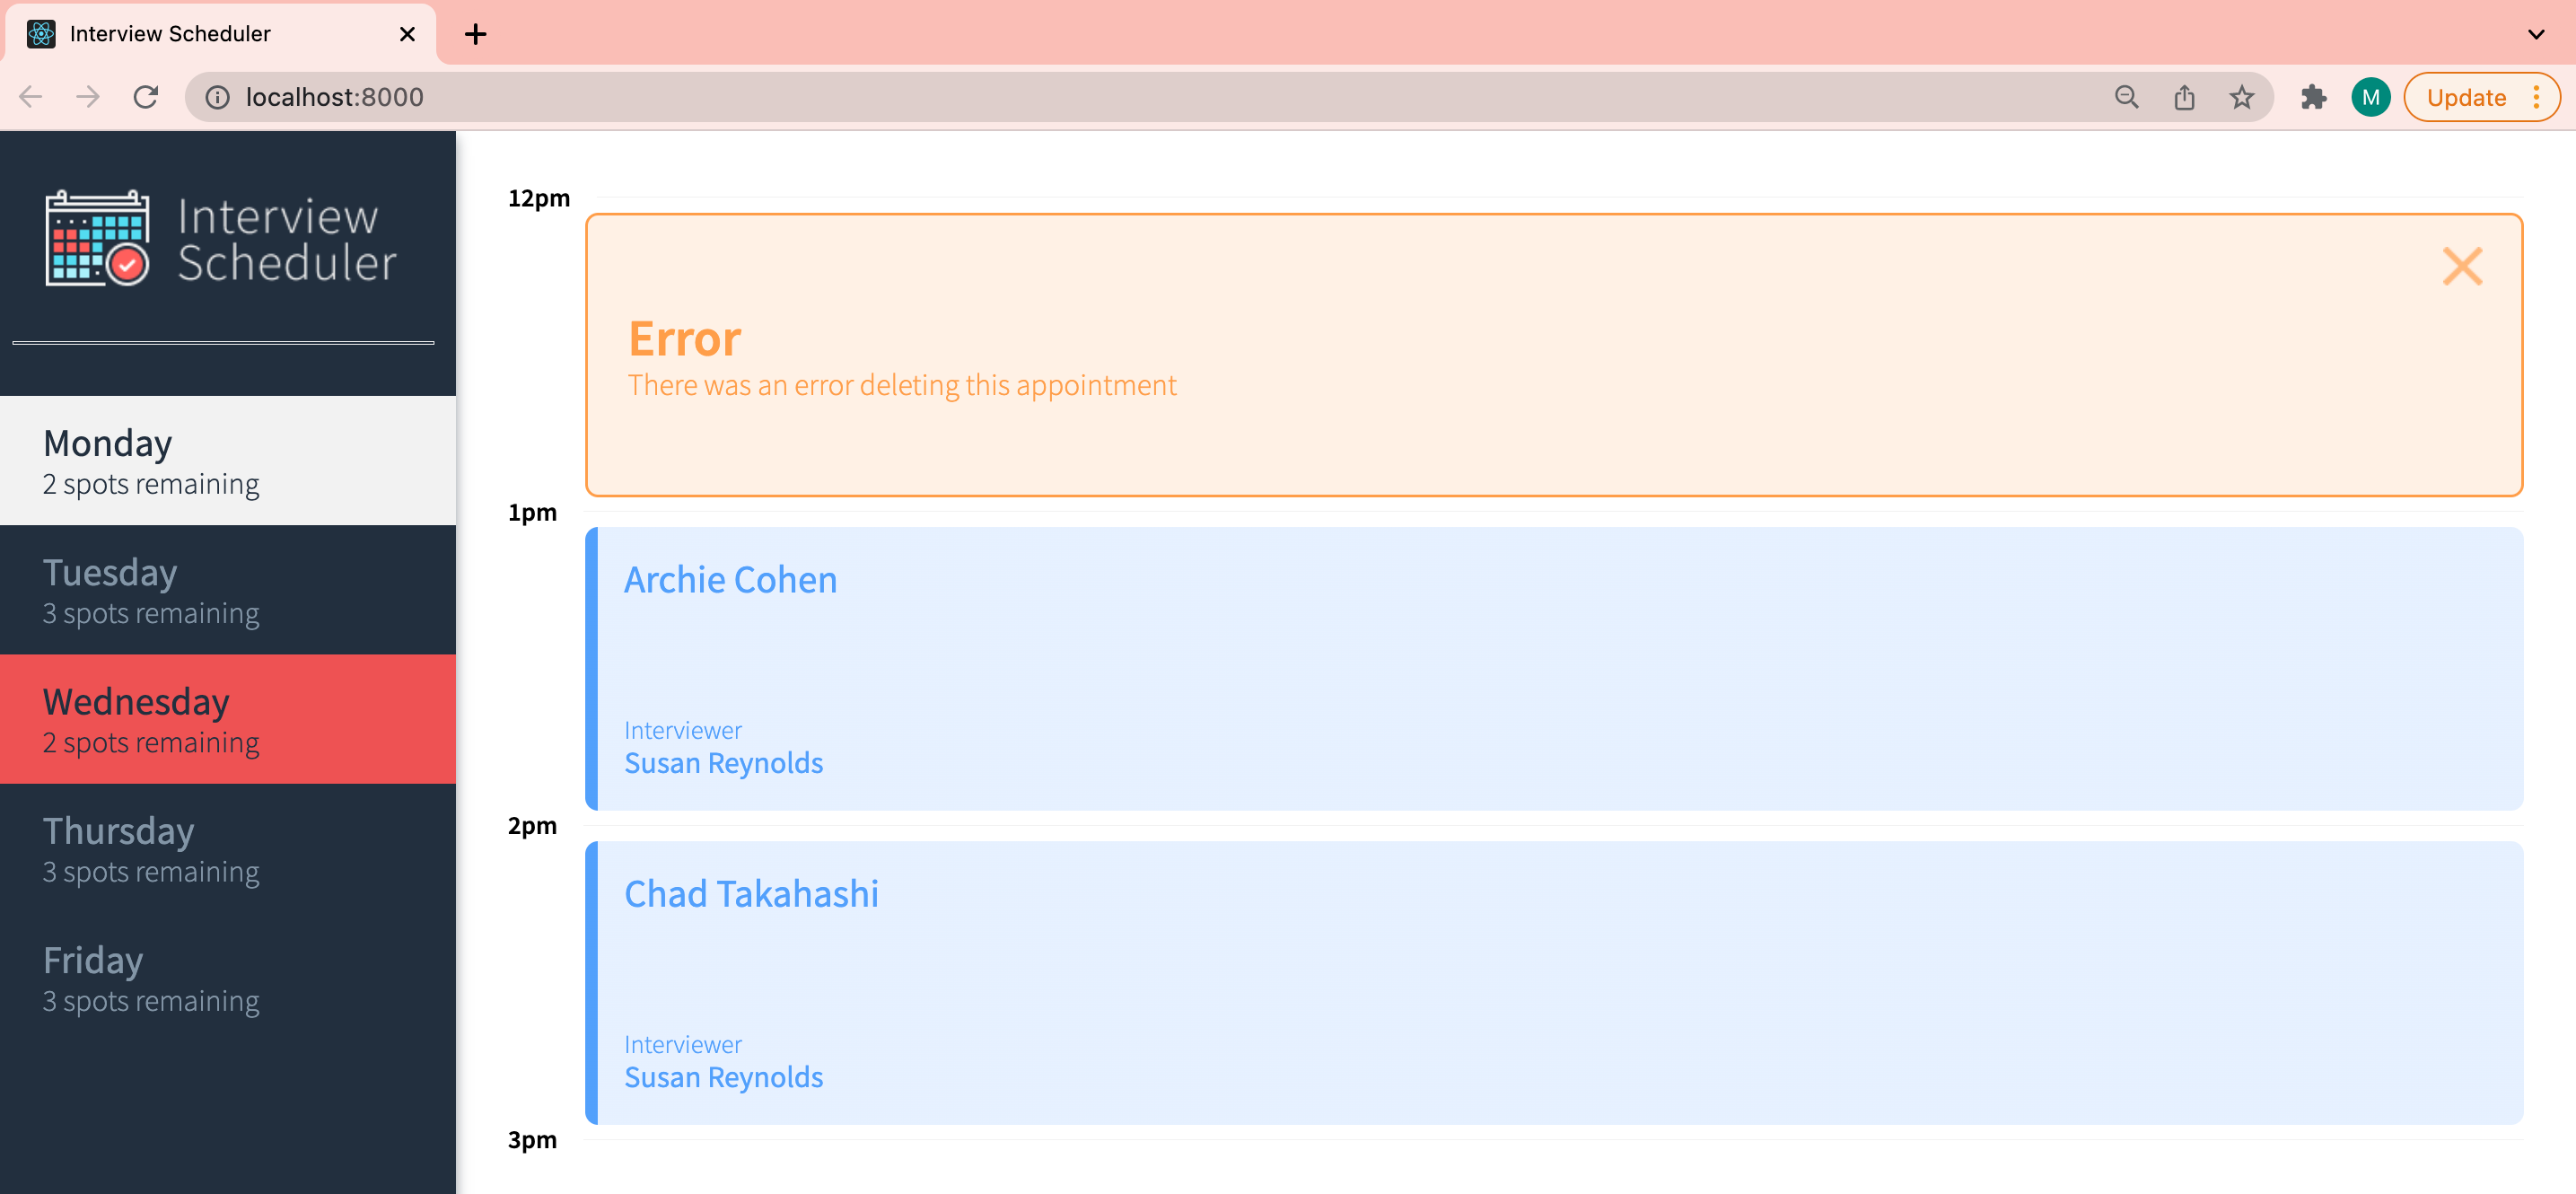 Interview Scheduler
localhost:8000
M
Update
Interview
Scheduler
Monday
2 spots remaining
Tuesday
3 spots remaining
Wednesday
2 spots remaining
Thursday
3 spots remaining
Friday
3 spots remaining
12pm
Error
There was an error deleting this appointment
1pm
Archie Cohen
Interviewer
Susan Reynolds
2pm
Chad Takahashi
Interviewer
Susan Reynolds
3pm